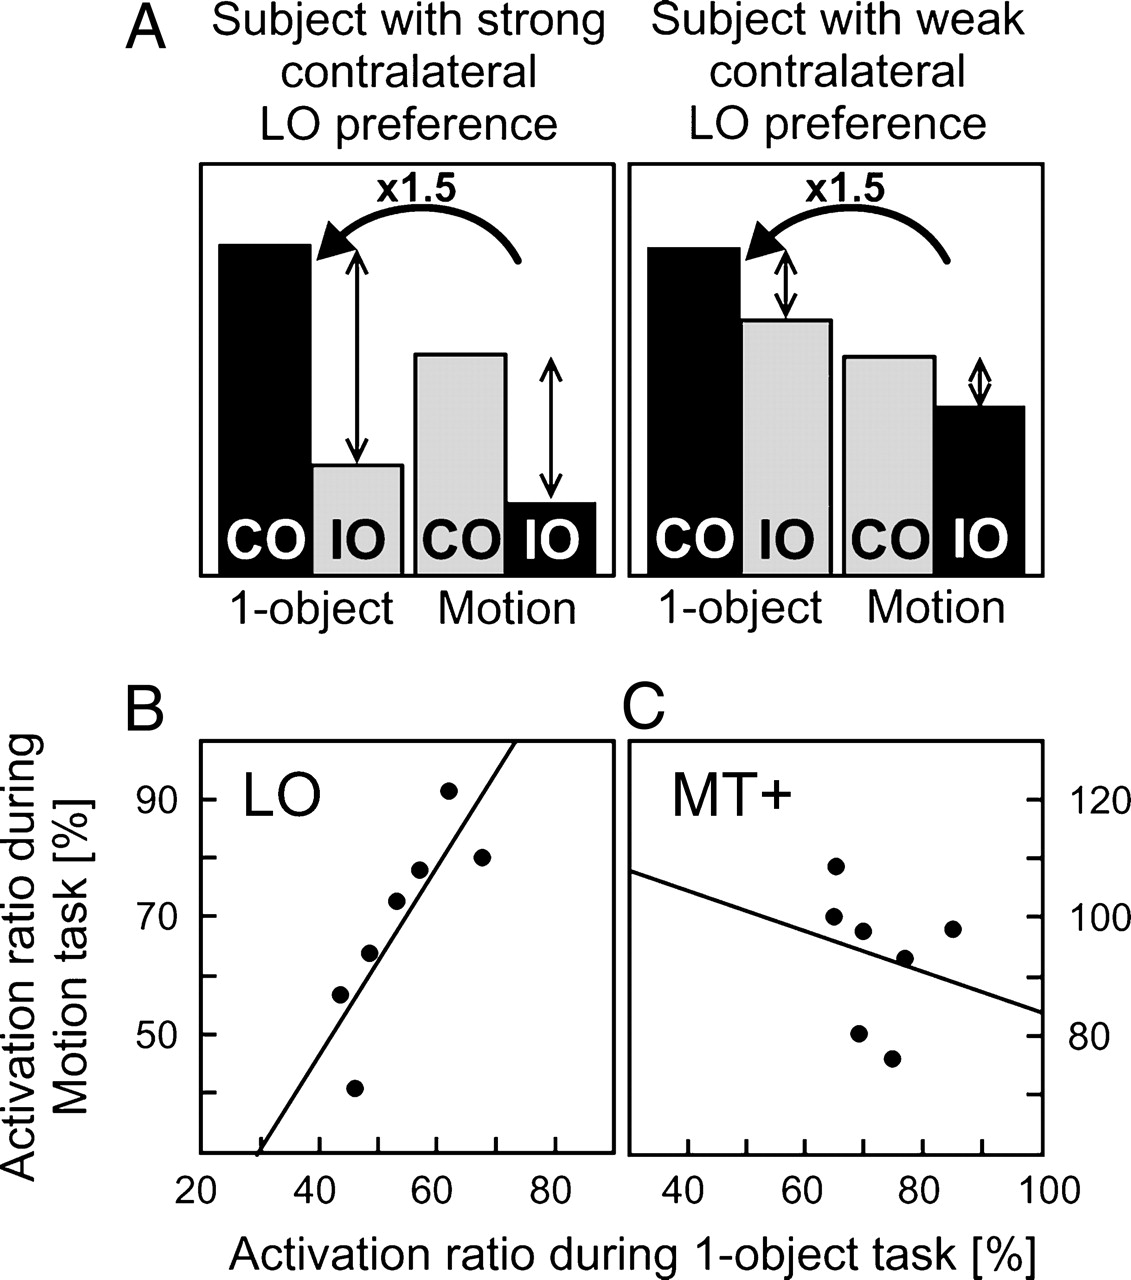 A
Subject with strong
contralateral
LO preference
Subject with weak
contralateral
LO preference
x1.5
x1.5
CO IO CO IO
CO IO CO IO
1-object Motion
1-object Motion
B
C
Activation ratio during
Motion task [%]
LO
MT+
90
70
50
120
100
80
20 40 60 80
40 60 80 100
Activation ratio during 1-object task [%]